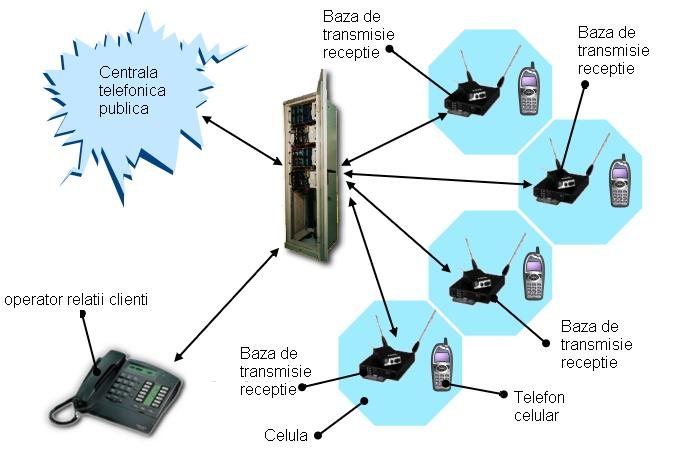 Centrala
telefonica
publica
Baza de
transmisie
receptie
Baza de
transmisie
receptie
operator relatii clienti
Baza de
transmisie
receptie
Baza de
transmisie
receptie
Telefon
celular
Celula